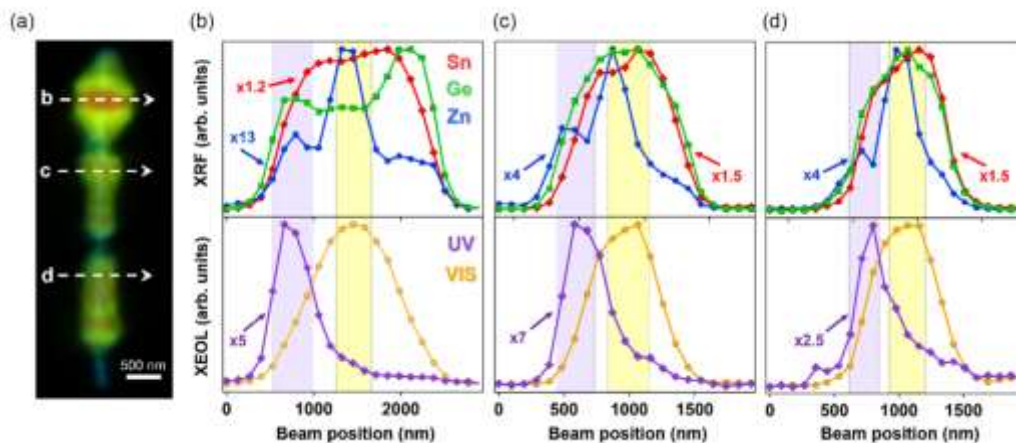 (a)
(b)
(c)
(d)
b
c
d
500 nm
XRF (arb. units)
Sn
Ge
Zn
x1.2
x13
x4
x1.5
x4
x1.5
XEOL (arb. units)
UV
VIS
x5
x7
x2.5
0 1000 2000
0 500 1000 1500
0 500 1000 1500
Beam position (nm)
Beam position (nm)
Beam position (nm)